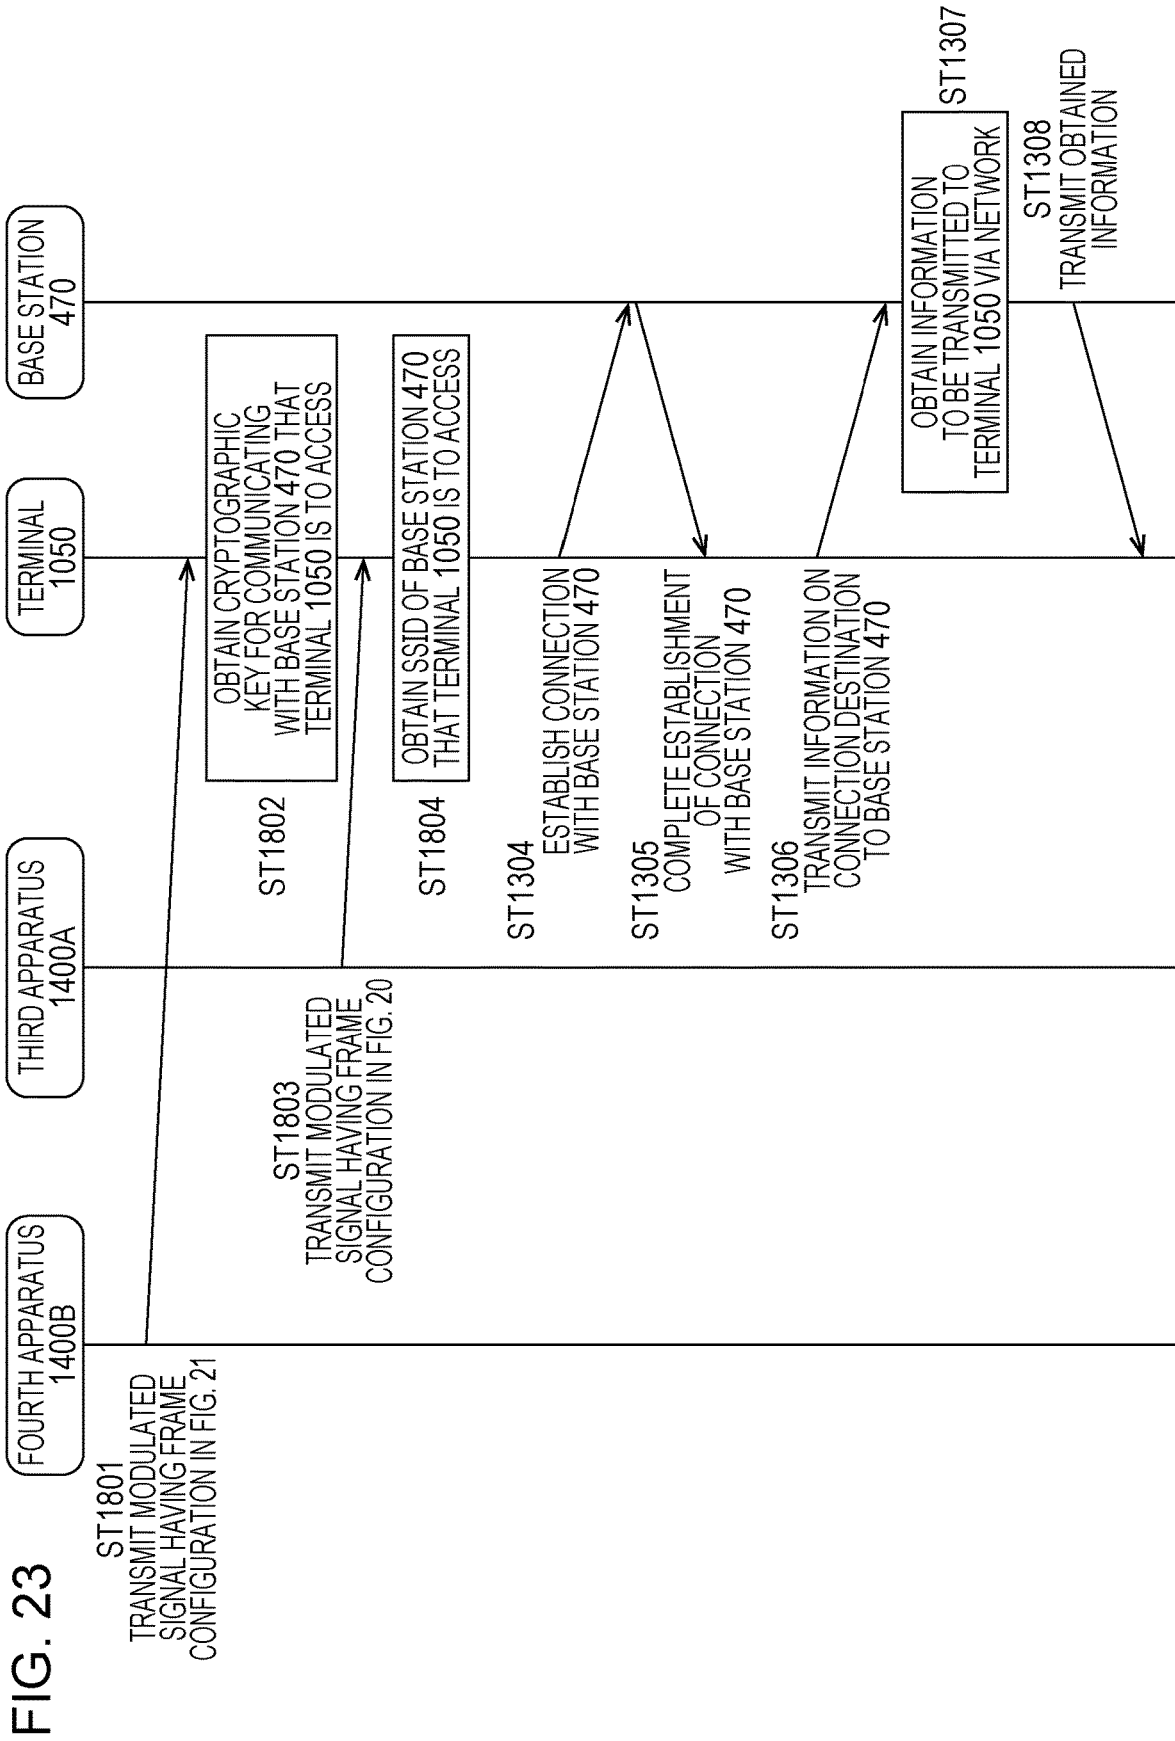 FIG. 23
FOURTH APPARATUS
1400B
THIRD APPARATUS
1400A
TERMINAL
1050
BASE STATION
470
ST1801
TRANSMIT MODULATED
SIGNAL HAVING FRAME
CONFIGURATION IN FIG. 21
ST1802
OBTAIN CRYPTOGRAPHIC
KEY FOR COMMUNICATING
WITH BASE STATION 470 THAT
TERMINAL 1050 IS TO ACCESS
ST1803
TRANSMIT MODULATED
SIGNAL HAVING FRAME
CONFIGURATION IN FIG. 20
ST1804
OBTAIN SSID OF BASE STATION 470
THAT TERMINAL 1050 IS TO ACCESS
ST1304
ESTABLISH CONNECTION
WITH BASE STATION 470
ST1305
COMPLETE ESTABLISHMENT
OF CONNECTION
WITH BASE STATION 470
ST1306
TRANSMIT INFORMATION ON
CONNECTION DESTINATION
TO BASE STATION 470
OBTAIN INFORMATION
TO BE TRANSMITTED TO
TERMINAL 1050 VIA NETWORK
ST1307
ST1308
TRANSMIT OBTAINED
INFORMATION